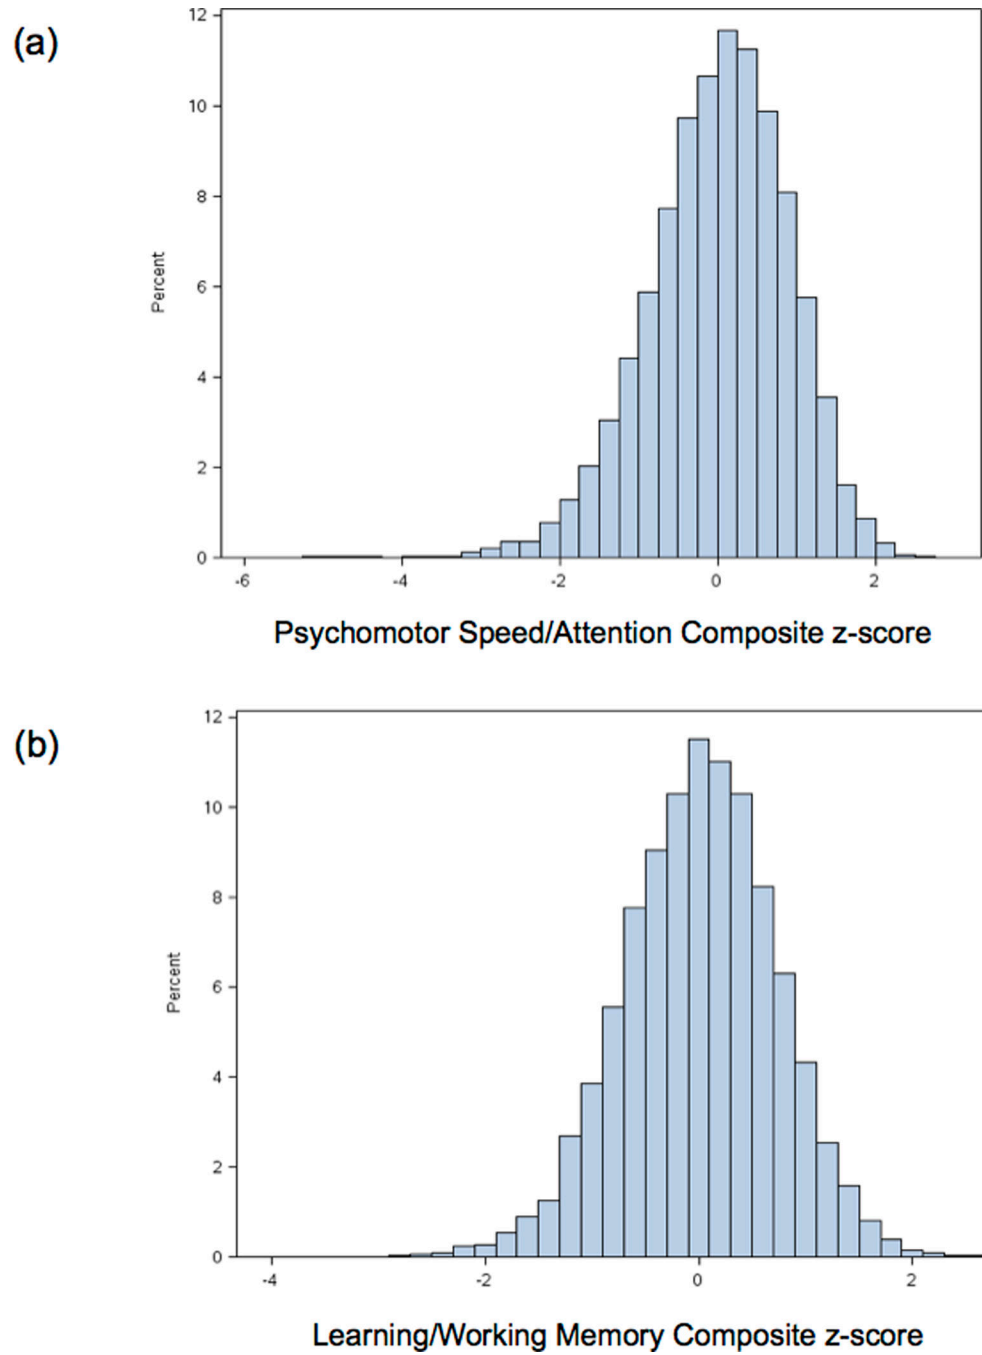 (a)
12
10
8
6
4
2
0
Percent
-6 -4 -2 0 2
Psychomotor Speed/Attention Composite z-score
(b)
12
10
8
6
4
2
0
Percent
-4 -2 0 2
Learning/Working Memory Composite z-score